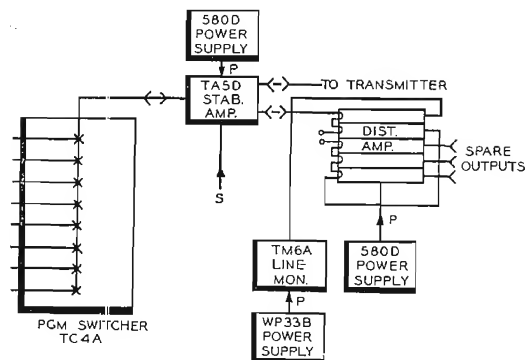 580D
POWER
SUPPLY
P
TA5D
STAB.
AMP.
TO TRANSMITTER
DIST.
AMP.
SPARE
OUTPUTS
S
P
TM6A
LINE
MON.
580D
POWER
SUPPLY
P
WP33B
POWER
SUPPLY
PGM SWITCHER
TC4A